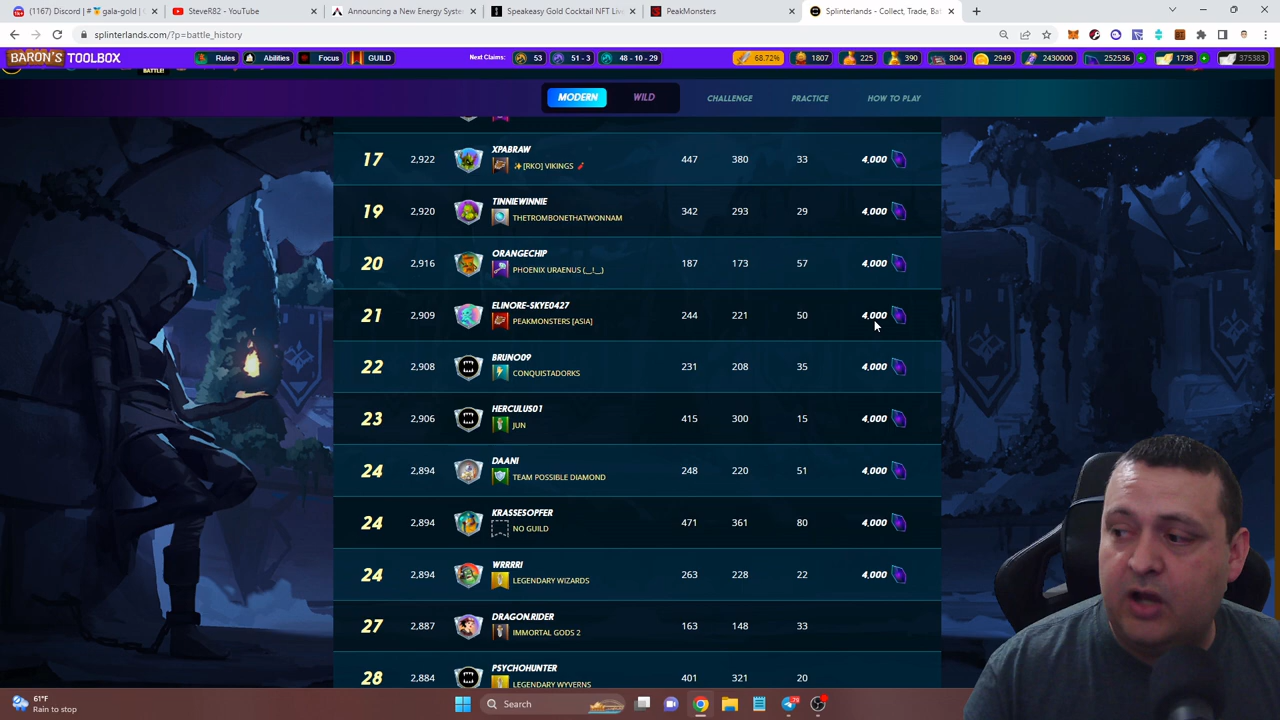 (1167) Discord | #🏅gala-gold |
SteveR82 - YouTube
Announcing a New Energy Syste
Speakeasy Gold Cocktail NFT Live
PeakMonsters
Splinterlands - Collect, Trade, Bat
splinterlands.com/?p=battle_history
BARON'S TOOLBOX
Rules
Abilities
Focus
GUILD
Next Claims:
53
51 - 3
48 - 10 - 29
68.72%
1807
225
390
804
2949
2430000
252536
1738
375383
BATTLE!
MODERN
WILD
CHALLENGE
PRACTICE
HOW TO PLAY
17 2,922 XPABRAW 447 380 33 4,000
✨[RKO] VIKINGS 🧨
19 2,920 TINNIEWINNIE 342 293 29 4,000
THETROMBONETHATWONNAM
20 2,916 ORANGECHIP 187 173 57 4,000
PHOENIX URAENUS (__!__)
21 2,909 ELINORE-SKYE0427 244 221 50 4,000
PEAKMONSTERS [ASIA]
22 2,908 BRUNO09 231 208 35 4,000
CONQUISTADORKS
23 2,906 HERCULUS01 415 300 15 4,000
JUN
24 2,894 DAANI 248 220 51 4,000
TEAM POSSIBLE DIAMOND
24 2,894 KRASSESOPFER 471 361 80 4,000
NO GUILD
24 2,894 WRRRRI 263 228 22 4,000
LEGENDARY WIZARDS
27 2,887 DRAGON.RIDER 163 148 33
IMMORTAL GODS 2
28 2,884 PSYCHOHUNTER 401 321 20
LEGENDARY WYVERNS
61°F
Rain to stop
Search